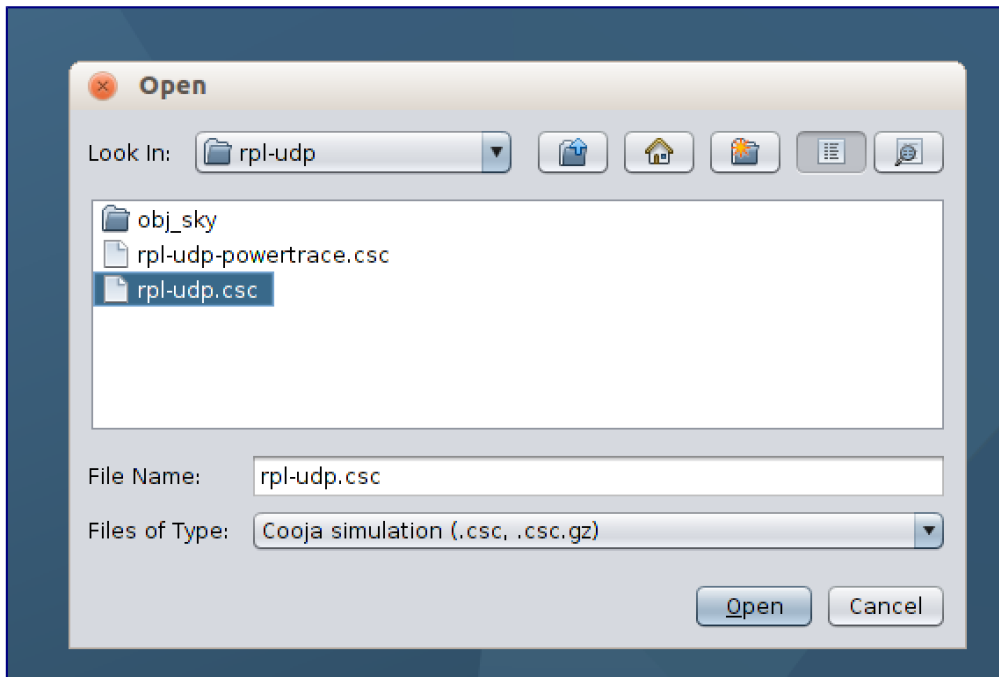 Open
Look In: rpl-udp
obj_sky
rpl-udp-powertrace.csc
rpl-udp.csc
File Name: rpl-udp.csc
Files of Type: Cooja simulation (.csc, .csc.gz)
Open Cancel